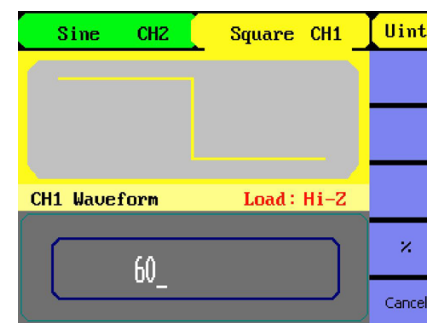 Sine CH2 Square CH1 Uint
CH1 Waveform Load: Hi-Z
60_
%
Cancel